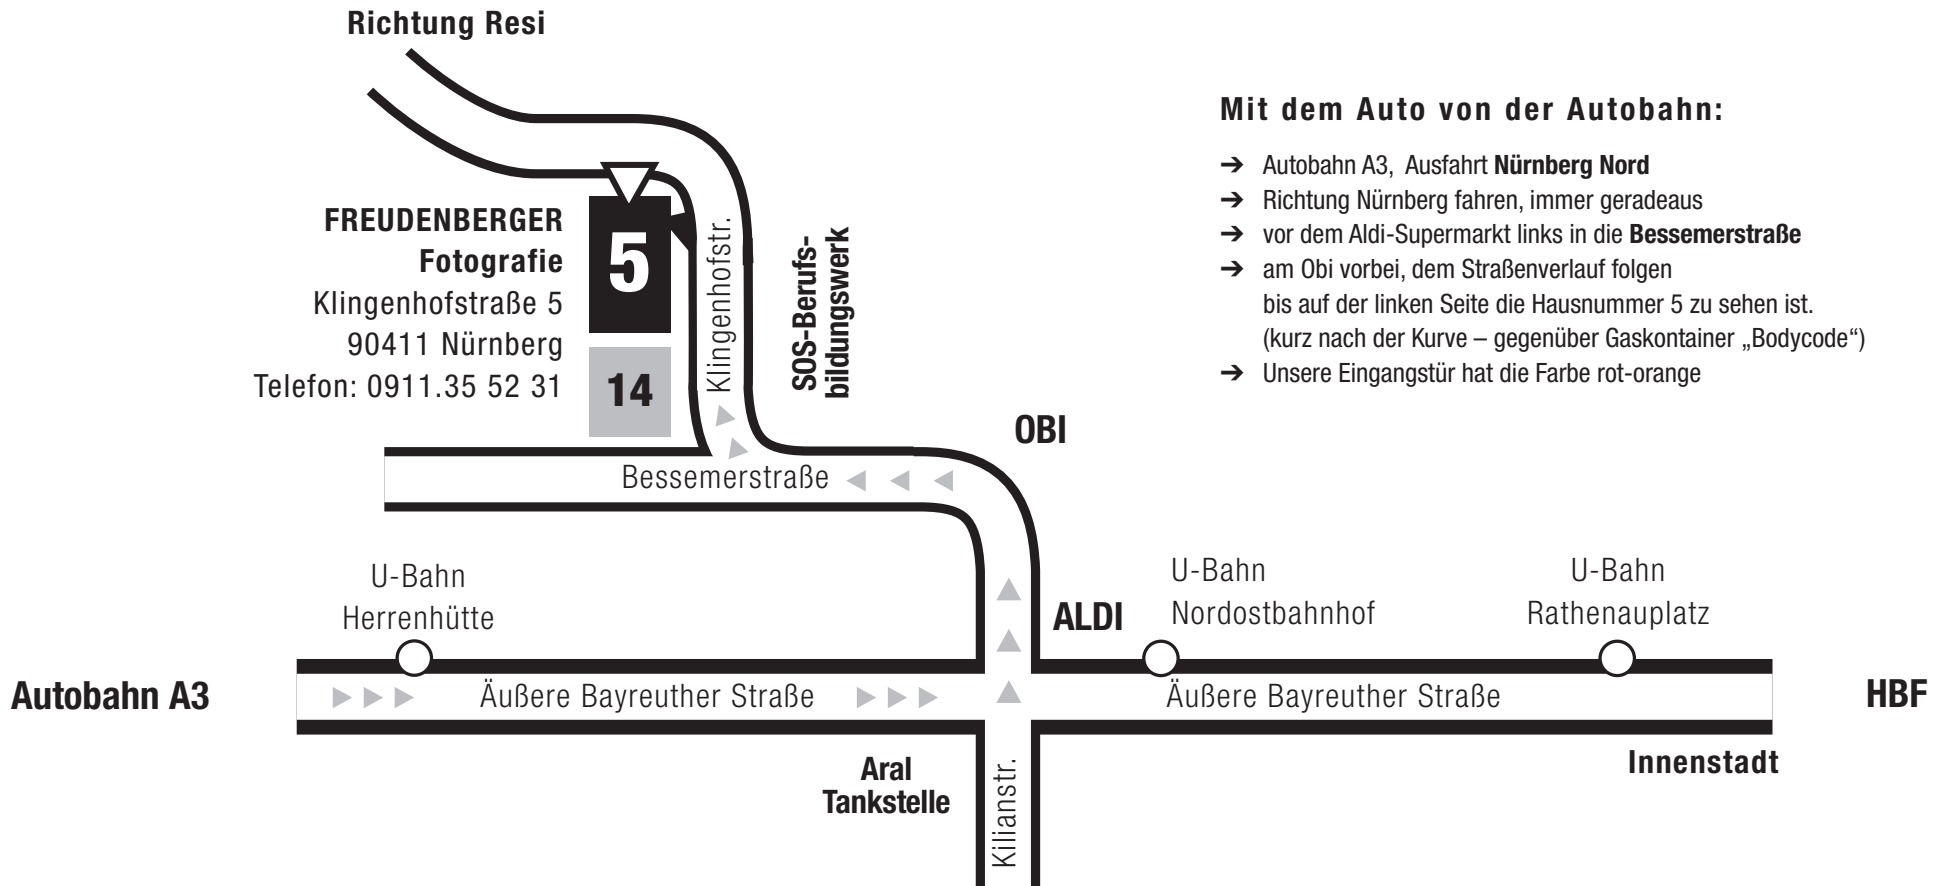 Richtung Resi
Mit dem Auto von der Autobahn:
➔ Autobahn A3, Ausfahrt Nürnberg Nord
➔ Richtung Nürnberg fahren, immer geradeaus
➔ vor dem Aldi-Supermarkt links in die Bessemerstraße
➔ am Obi vorbei, dem Straßenverlauf folgen
bis auf der linken Seite die Hausnummer 5 zu sehen ist.
(kurz nach der Kurve – gegenüber Gaskontainer „Bodycode“)
➔ Unsere Eingangstür hat die Farbe rot-orange
FREUDENBERGER
Fotografie
Klingenhofstraße 5
90411 Nürnberg
Telefon: 0911.35 52 31
5
14
Klingenhofstr.
SOS-Berufs-
bildungswerk
OBI
Bessemerstraße
U-Bahn
Herrenhütte
ALDI
U-Bahn
Nordostbahnhof
U-Bahn
Rathenauplatz
Autobahn A3
Äußere Bayreuther Straße
Äußere Bayreuther Straße
HBF
Innenstadt
Aral
Tankstelle
Kilianstr.